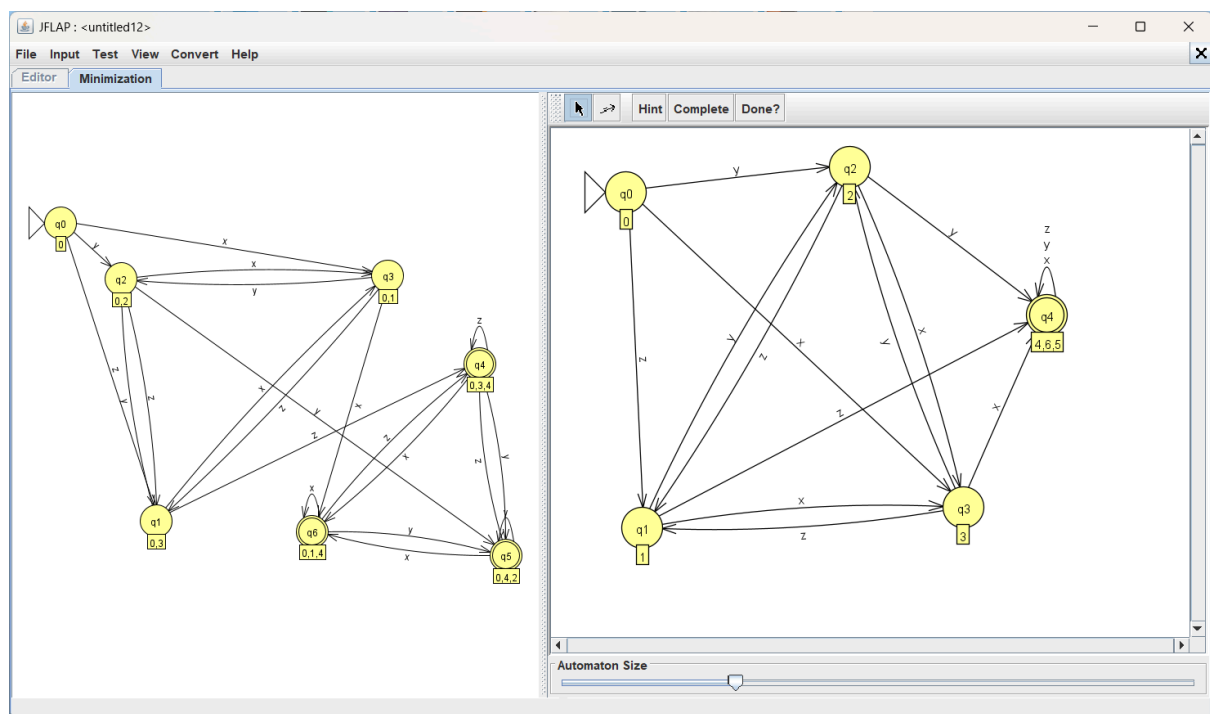 JFLAP : <untitled12>
File Input Test View Convert Help
Editor Minimization
Hint Complete Done?
q0
0
y
x
q2
0,2
x
y
q3
0,1
z
q4
0,3,4
z
y
z
x
z
x
y
z
x
z
z
x
z
y
q1
0,3
x
q6
0,1,4
y
x
y
q5
0,4,2
q0
0
y
q2
2
y
z
y
x
q4
4,6,5
z
y
z
x
y
x
x
z
q1
1
x
z
q3
3
Automaton Size